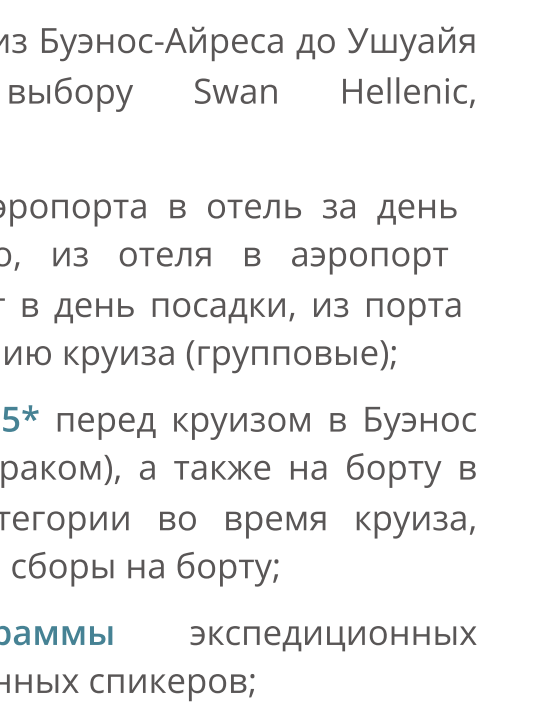 из Буэнос-Айреса до Ушуайя
выбору Swan Hellenic,
эропорта в отель за день
о, из отеля в аэропорт
т в день посадки, из порта
ию круиза (групповые);
5* перед круизом в Буэнос
раком), а также на борту в
тегории во время круиза,
сборы на борту;
раммы экспедиционных
нных спикеров;